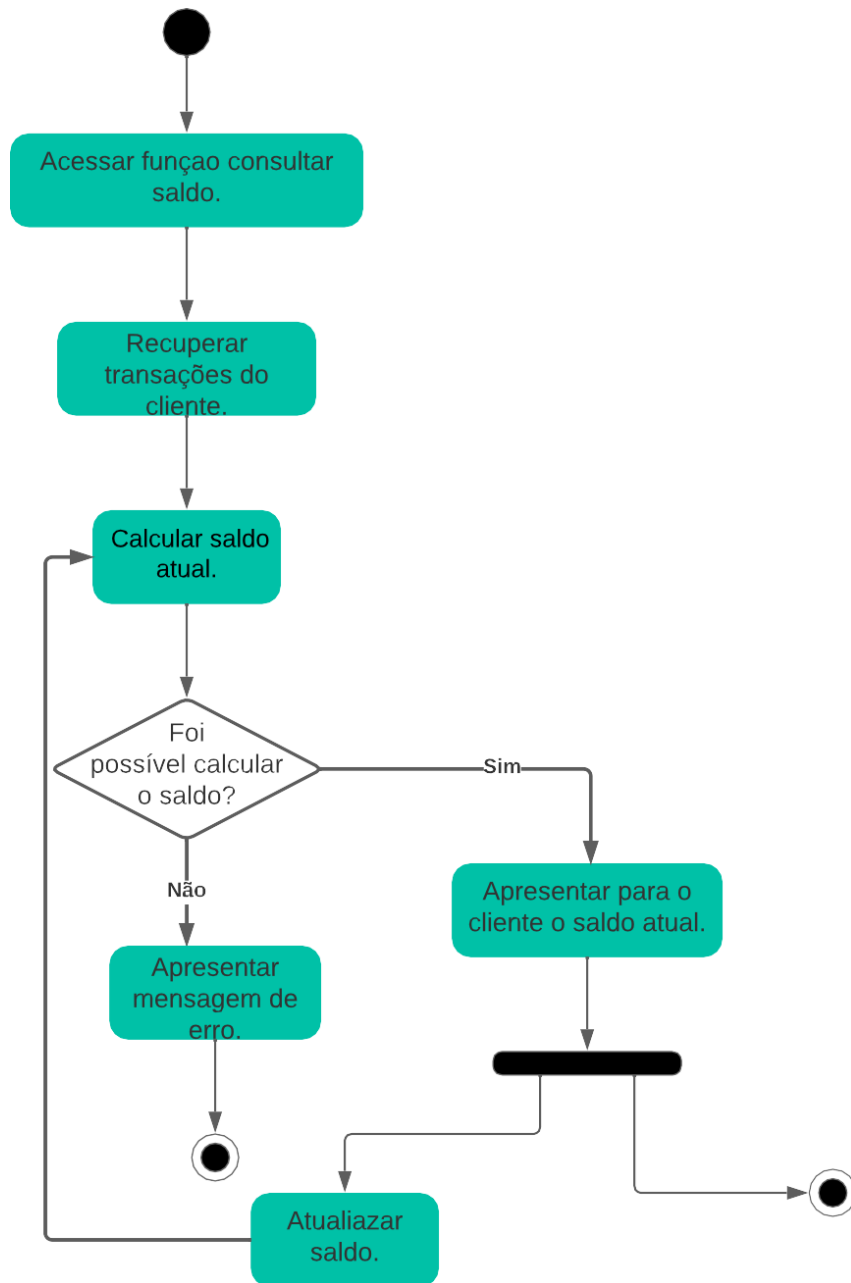 Acessar funçao consultar
saldo.
Recuperar
transações do
cliente.
Calcular saldo
atual.
Foi
possível calcular
o saldo?
Sim
Não
Apresentar para o
cliente o saldo atual.
Apresentar
mensagem de
erro.
Atualiazar
saldo.